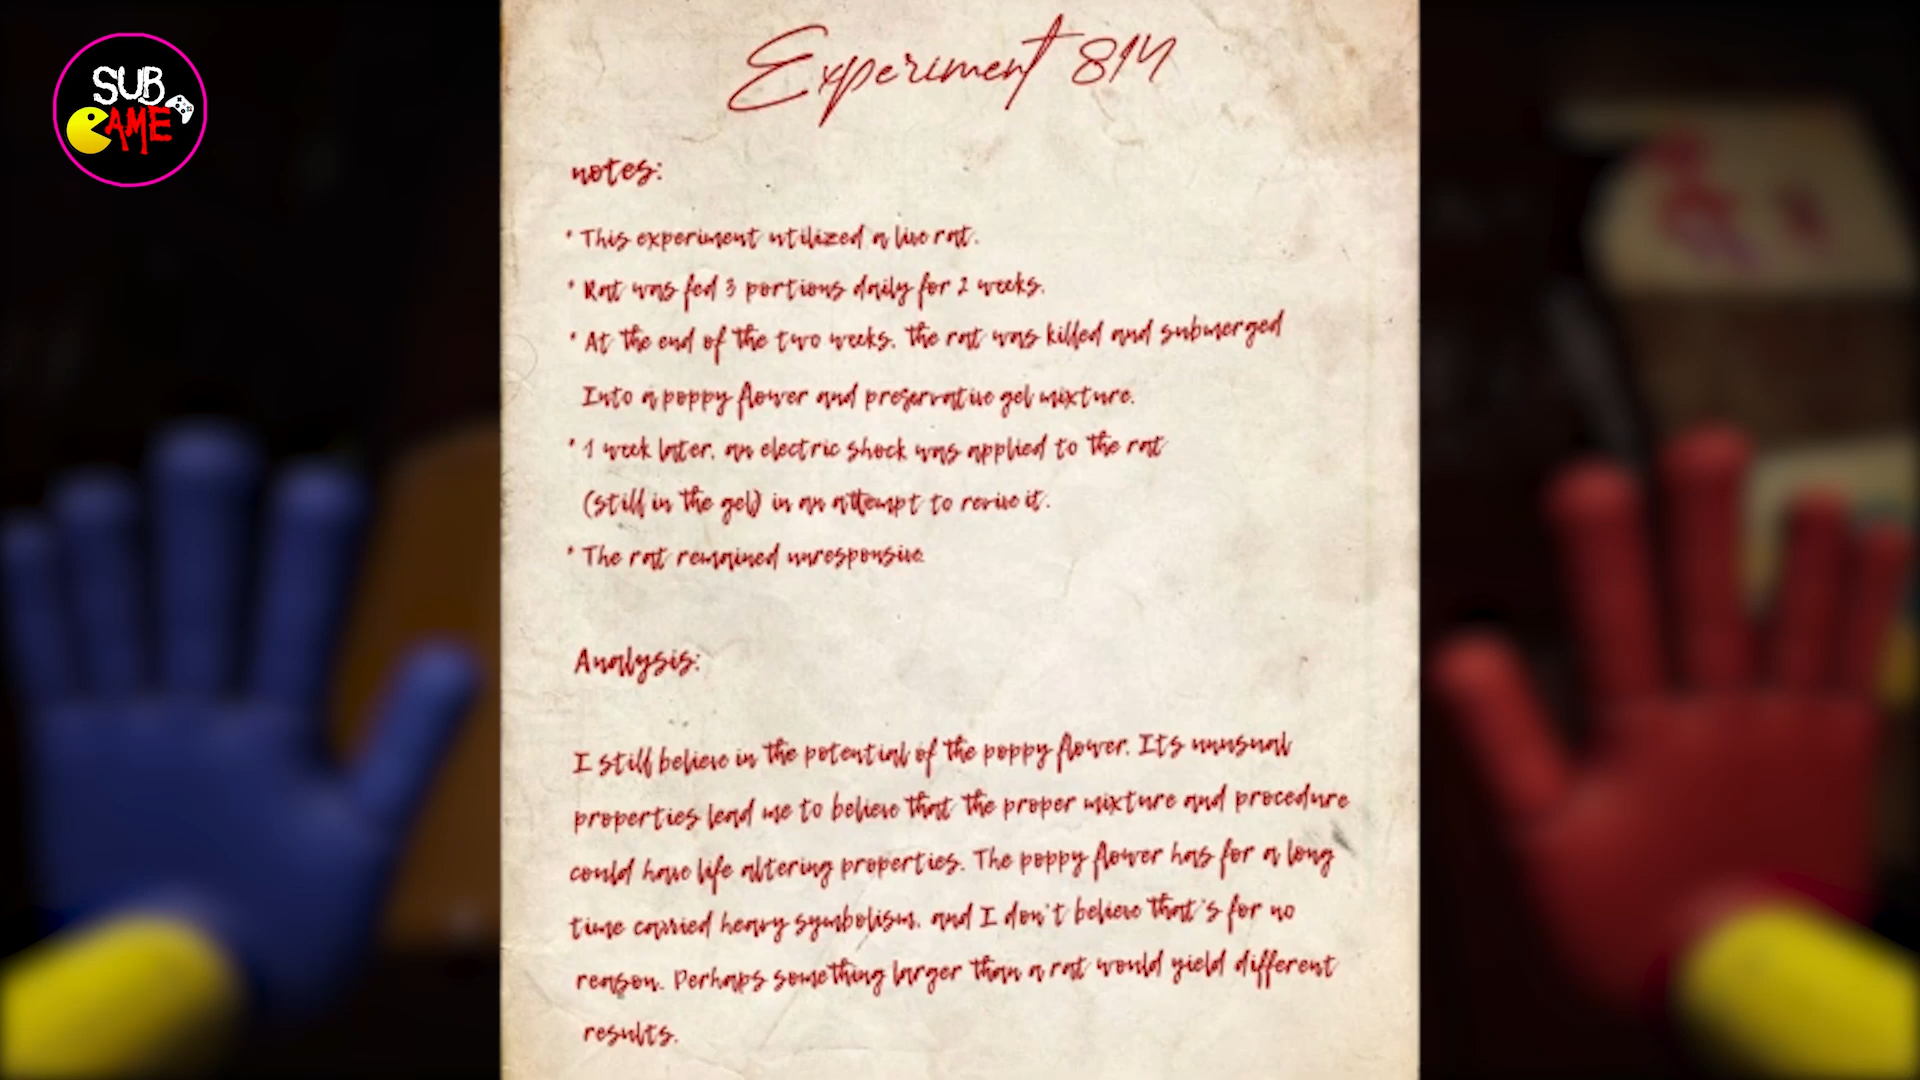 SUB
GAME
Experiment 814
notes:
* This experiment utilized a live rat.
* Rat was fed 3 portions daily for 2 weeks.
* At the end of the two weeks, the rat was killed and submerged
Into a poppy flower and preservative gel mixture.
* 1 week later, an electric shock was applied to the rat
(still in the gel) in an attempt to revive it.
* The rat remained unresponsive.
Analysis:
I still believe in the potential of the poppy flower. Its unusual
properties lead me to believe that the proper mixture and procedure
could have life altering properties. The poppy flower has for a long
time carried heavy symbolism, and I don't believe that's for no
reason. Perhaps something larger than a rat would yield different
results.